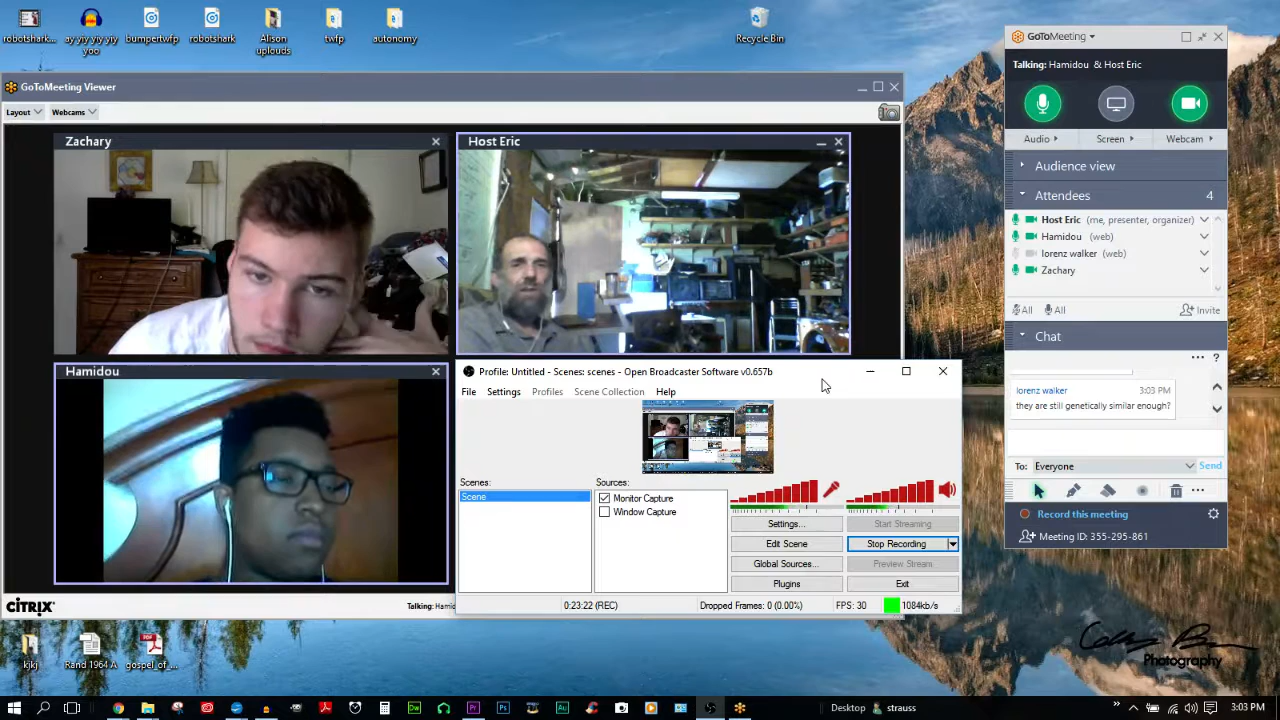 robotshark...
ay.yiy.yiy.yiy
yoo
bumpertwfp
robotshark
Alison
uplouds
twfp
autonomy
Recycle Bin
GoToMeeting Viewer
Layout
Webcams
Zachary
Host Eric
Hamidou
CITRIX
Talking: Hamid
Profile: Untitled - Scenes: scenes - Open Broadcaster Software v0.657b
File Settings Profiles Scene Collection Help
Scenes:
Scene
Sources:
Monitor Capture
Window Capture
Settings...
Start Streaming
Edit Scene
Stop Recording
Global Sources...
Preview Stream
Plugins
Exit
0:23:22 (REC)
Dropped Frames: 0 (0.00%)
FPS: 30
1084kb/s
GoToMeeting
Talking: Hamidou & Host Eric
Audio
Screen
Webcam
Audience view
Attendees 4
Host Eric (me, presenter, organizer)
Hamidou (web)
lorenz walker (web)
Zachary
All
All
Invite
Chat
?
lorenz walker 3:03 PM
they are still genetically similar enough?
To: Everyone
Send
Record this meeting
Meeting ID: 355-295-861
kjkj
Rand 1964 A
gospel_of_...
Photography
Desktop
strauss
3:03 PM